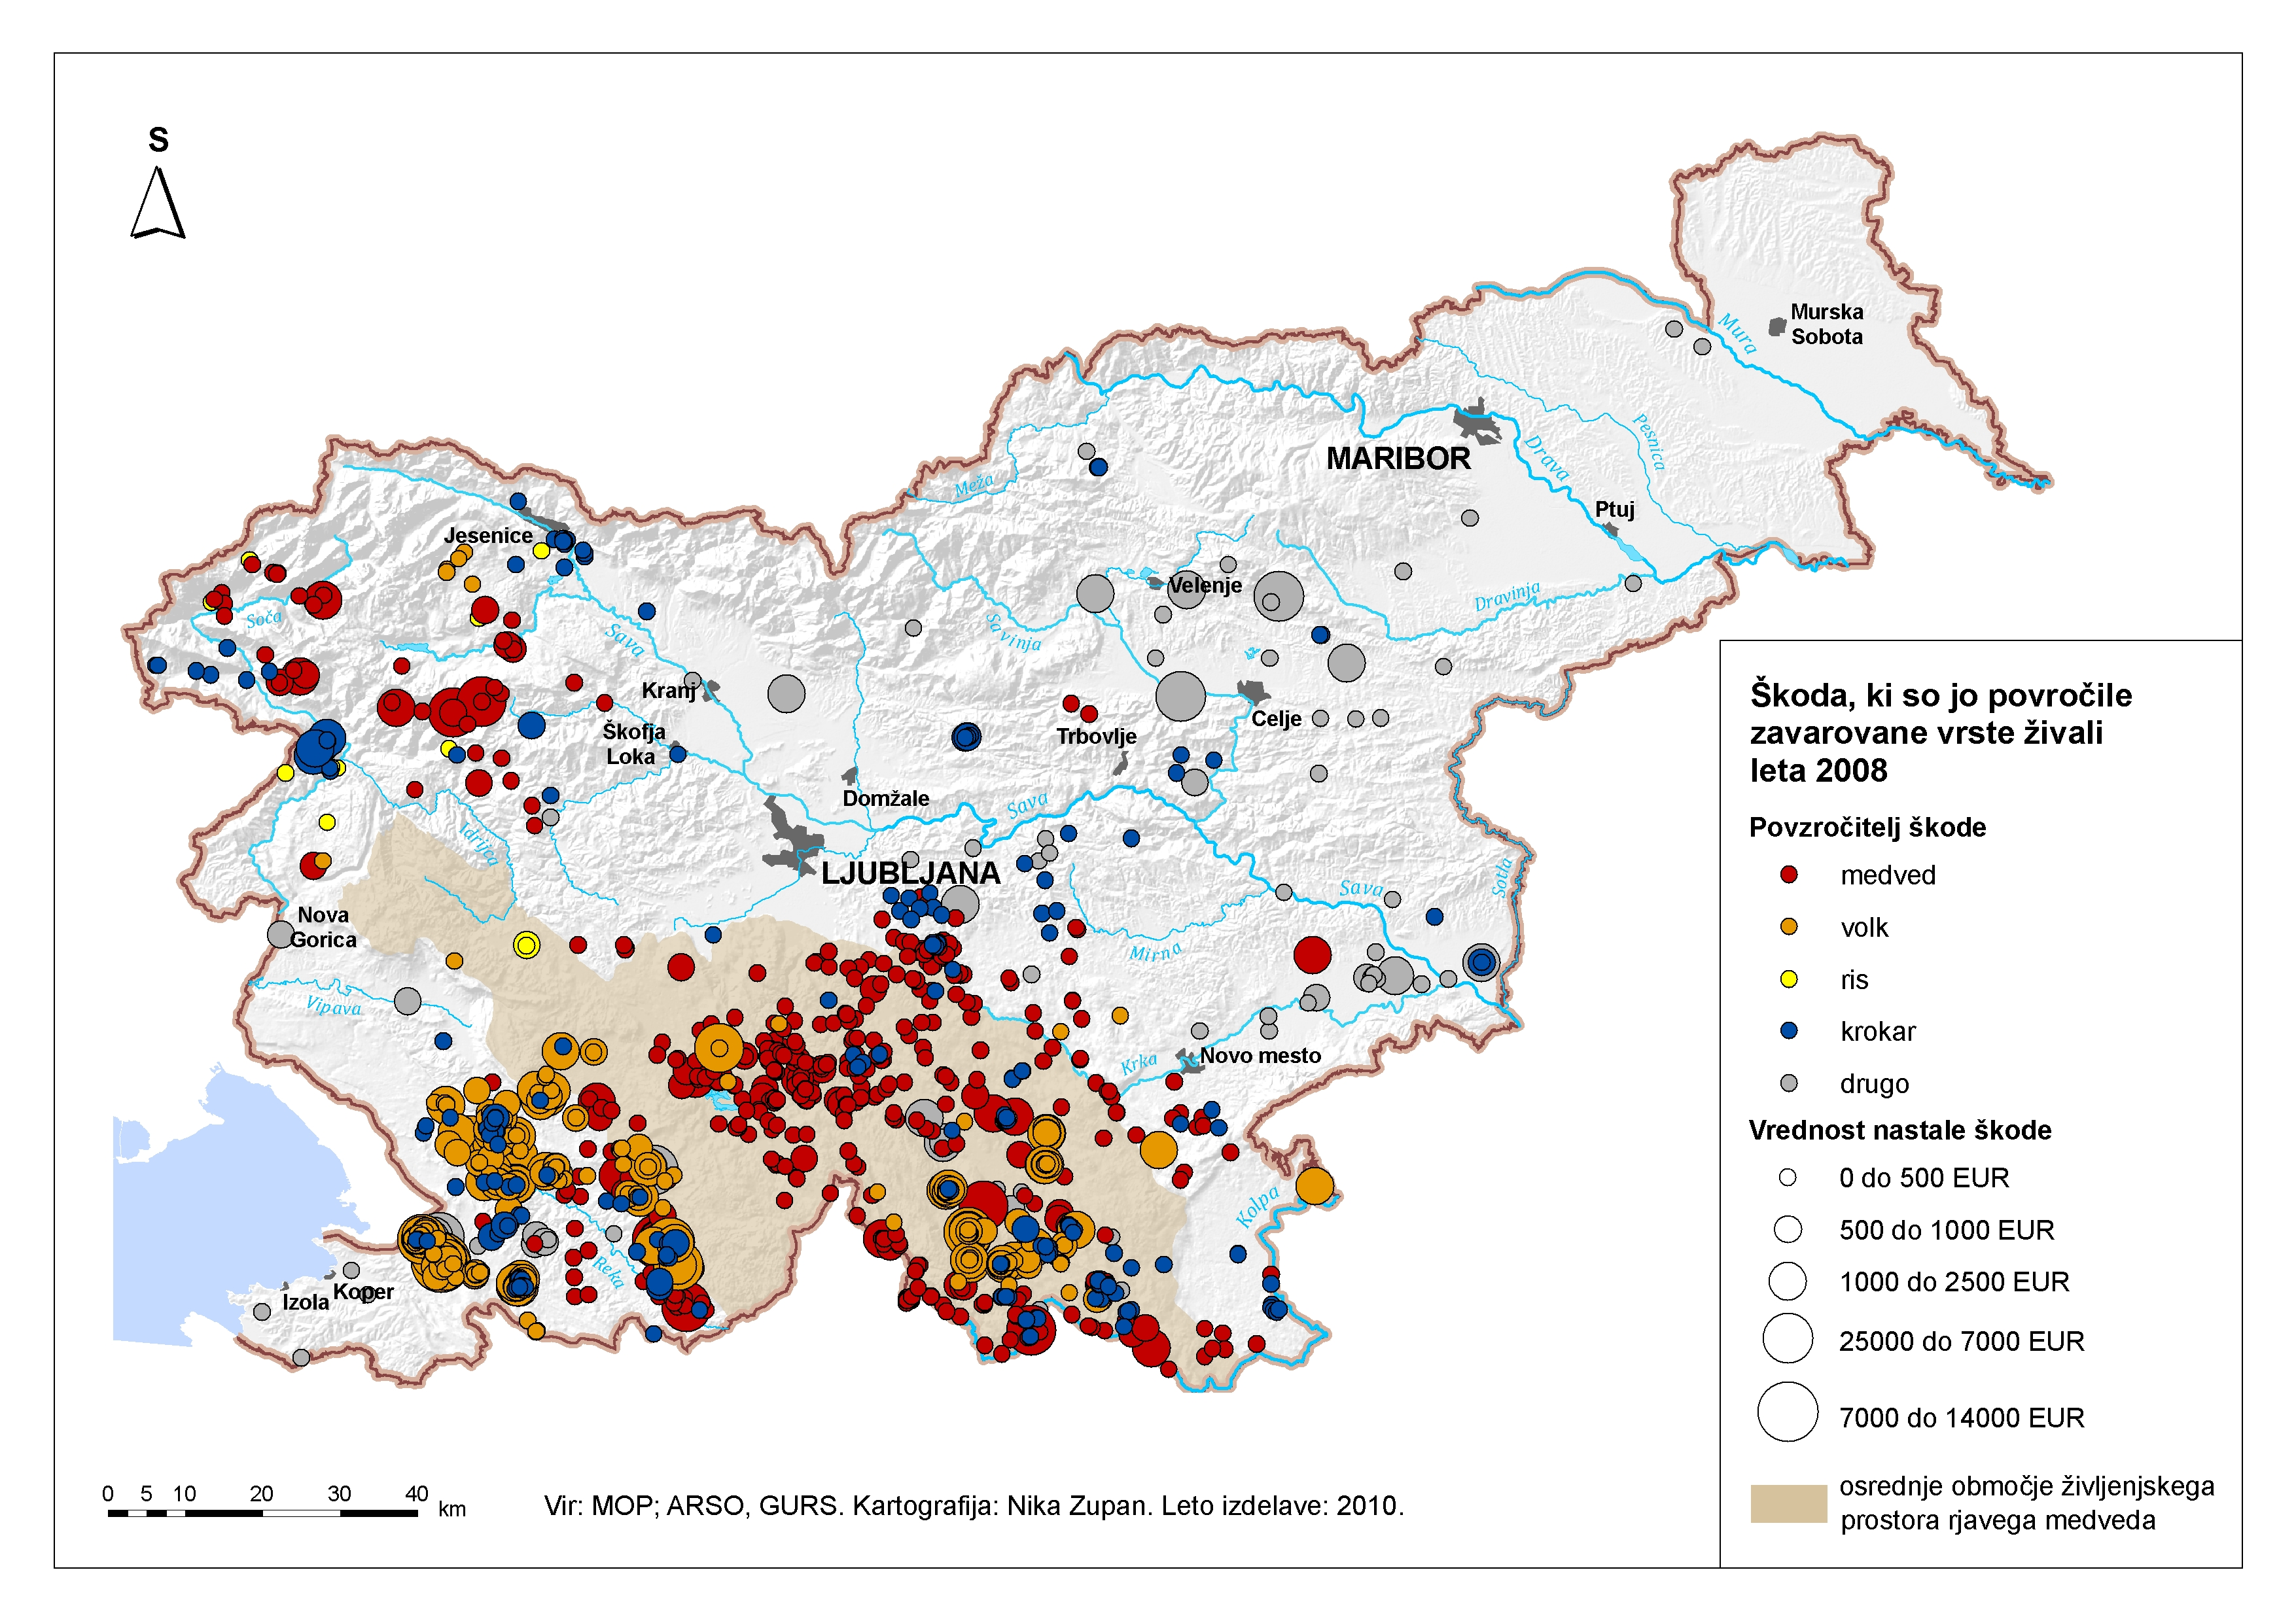 S
Murska
Sobota
Mura
Pesnica
MARIBOR
Drava
Meža
Ptuj
Jesenice
Velenje
Dravinja
Soča
Savinja
Sava
Kranj
Celje
Škofja
Loka
Trbovlje
Domžale
Sava
Idrijca
LJUBLJANA
Sava
Sotla
Nova
Gorica
Mirna
Vipava
Krka
Novo mesto
Kolpa
Reka
Koper
Izola
Škoda, ki so jo povročile
zavarovane vrste živali
leta 2008
Povzročitelj škode
medved
volk
ris
krokar
drugo
Vrednost nastale škode
0 do 500 EUR
500 do 1000 EUR
1000 do 2500 EUR
25000 do 7000 EUR
7000 do 14000 EUR
osrednje območje življenjskega
prostora rjavega medveda
0 5 10 20 30 40
km
Vir: MOP; ARSO, GURS. Kartografija: Nika Zupan. Leto izdelave: 2010.